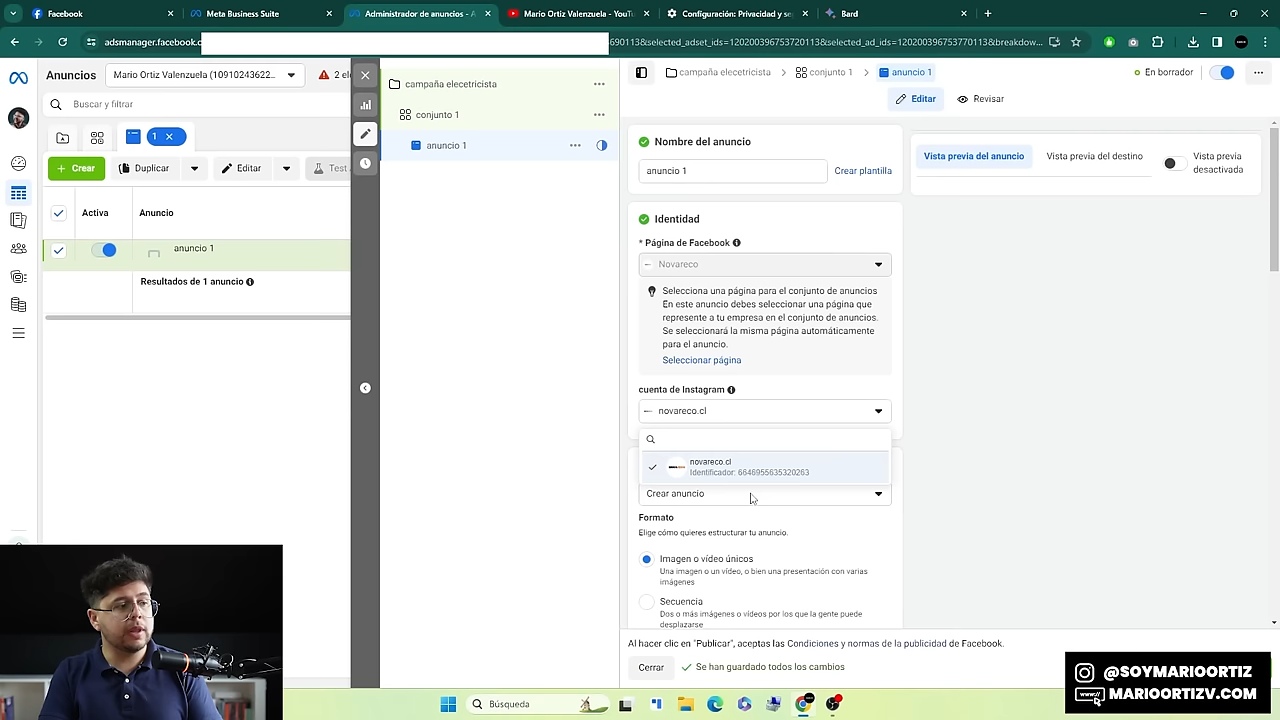 Facebook
Meta Business Suite
Administrador de anuncios - A
Mario Ortiz Valenzuela - YouTu
Configuración: Privacidad y s
Bard
adsmanager.facebook.c
690113&selected_adset_ids=120200396753770113&selected_ad_ids=120200396753690113&breakdow...
Anuncios
Mario Ortiz Valenzuela (10910243622...
2 el
Buscar y filtrar
1
Crear
Duplicar
Editar
Test
Activa
Anuncio
anuncio 1
Resultados de 1 anuncio
campaña elecetricista
conjunto 1
anuncio 1
campaña elecetricista
conjunto 1
anuncio 1
En borrador
Editar
Revisar
Nombre del anuncio
anuncio 1
Crear plantilla
Identidad
* Página de Facebook
Novareco
Selecciona una página para el conjunto de anuncios
En este anuncio debes seleccionar una página que
represente a tu empresa en el conjunto de anuncios.
Se seleccionará la misma página automáticamente
para el anuncio.
Seleccionar página
cuenta de Instagram
novareco.cl
novareco.cl
Identificador: 6646955635320263
Crear anuncio
Formato
Elige cómo quieres estructurar tu anuncio.
Imagen o vídeo únicos
Una imagen o un vídeo, o bien una presentación con varias
imágenes
Secuencia
Dos o más imágenes o vídeos por los que la gente puede
desplazarse
Vista previa del anuncio
Vista previa del destino
Vista previa
desactivada
Al hacer clic en "Publicar", aceptas las Condiciones y normas de la publicidad de Facebook.
Cerrar
Se han guardado todos los cambios
@SOYMARIOORTIZ
MARIOORTIZV.COM
Búsqueda